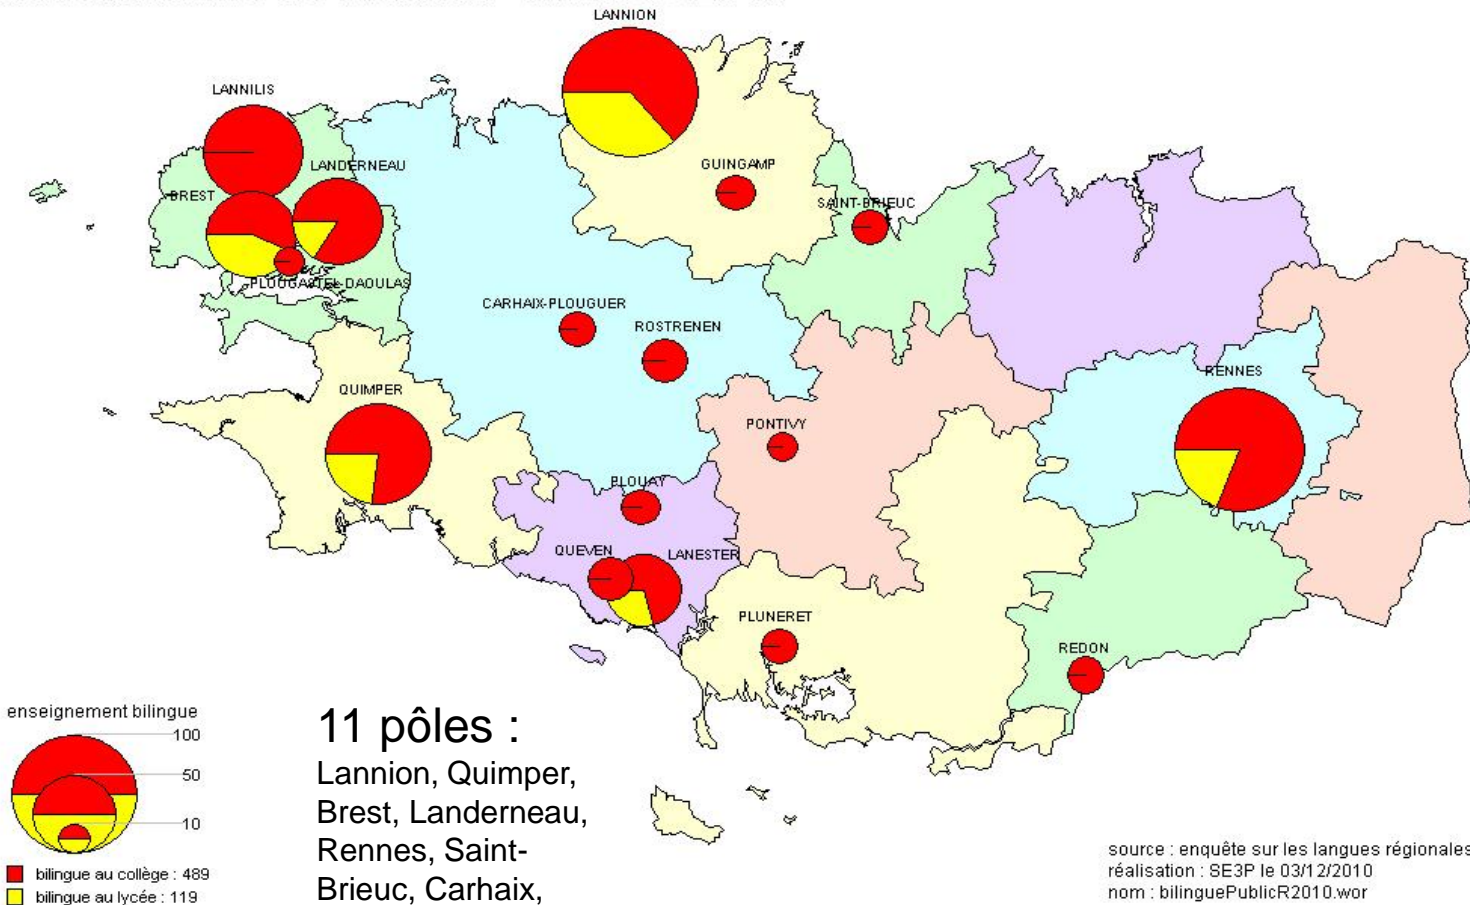 LANNION
LANNILIS
LANDERNEAU
GUINGAMP
BREST
SAINT-BRIEUC
PLOUGASTEL-DAOULAS
CARHAIX-PLOUGUER
ROSTRENEN
QUIMPER
RENNES
PONTIVY
PLOUAY
QUEVEN
LANESTER
PLUNERET
REDON
enseignement bilingue
100
50
10
bilingue au collège : 489
bilingue au lycée : 119
11 pôles :
Lannion, Quimper,
Brest, Landerneau,
Rennes, Saint-
Brieuc, Carhaix,
source : enquête sur les langues régionales
réalisation : SE3P le 03/12/2010
nom : bilinguePublicR2010.wor